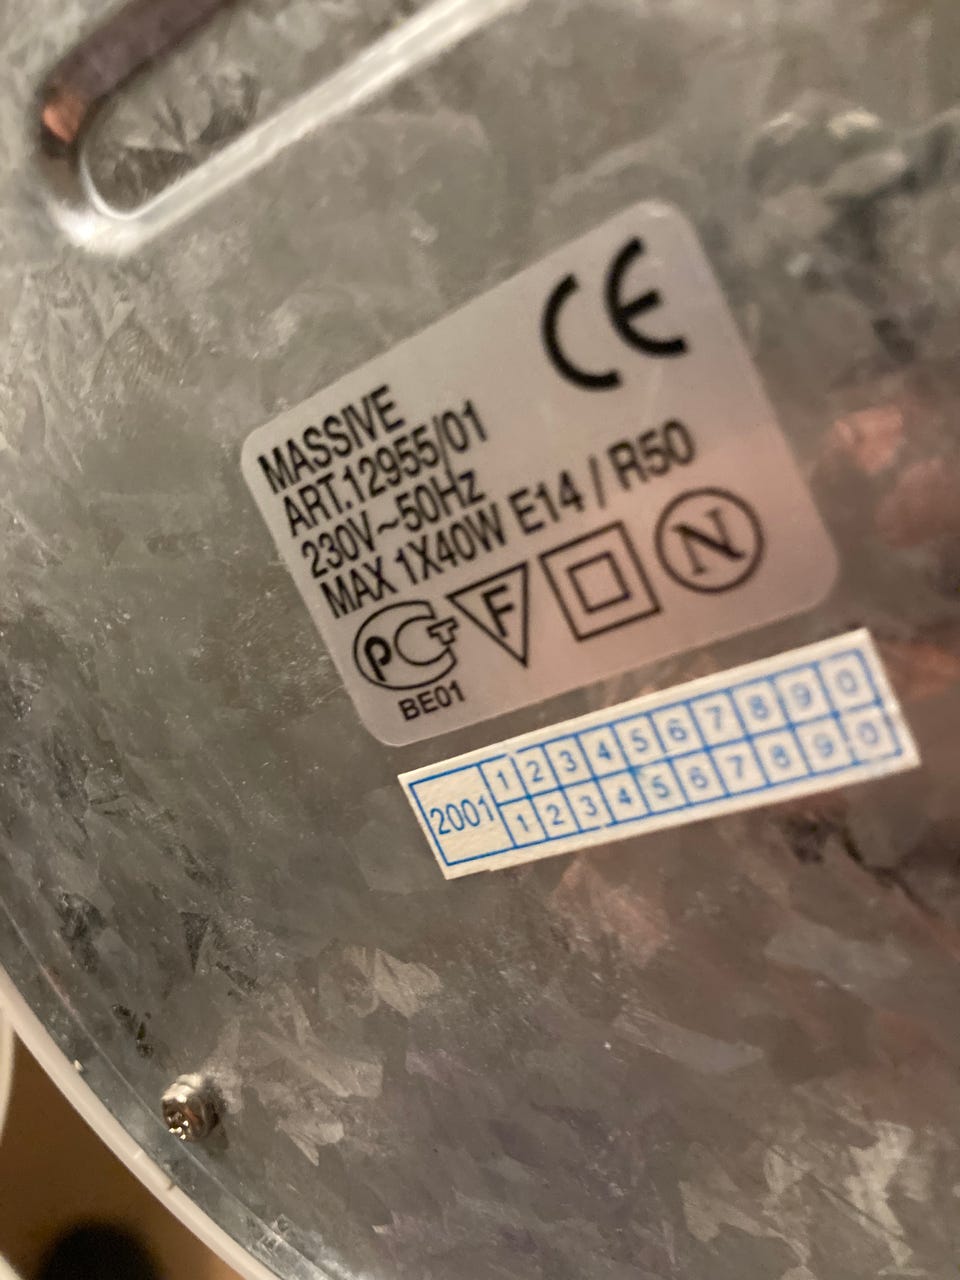 CE
MASSIVE
ART.12955/01
230V~50Hz
MAX 1X40W E14 / R50
PCT F N
BE01
2001 1 2 3 4 5 6 7 8 9 0
1 2 3 4 5 6 7 8 9 0